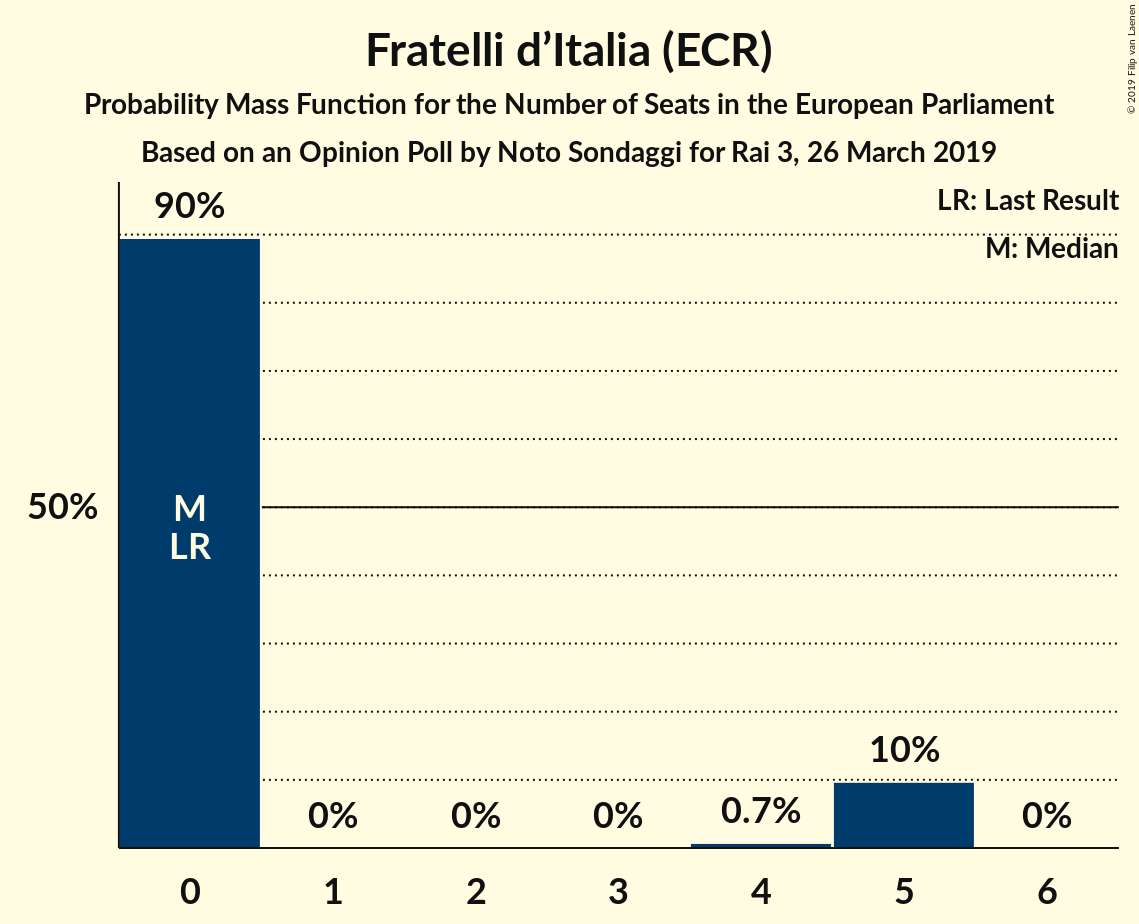 Fratelli d’Italia (ECR)
Probability Mass Function for the Number of Seats in the European Parliament
Based on an Opinion Poll by Noto Sondaggi for Rai 3, 26 March 2019
© 2019 Filip van Laenen
LR: Last Result
M: Median
90%
50%
M
LR
0%
0%
0%
0.7%
10%
0%
0
1
2
3
4
5
6